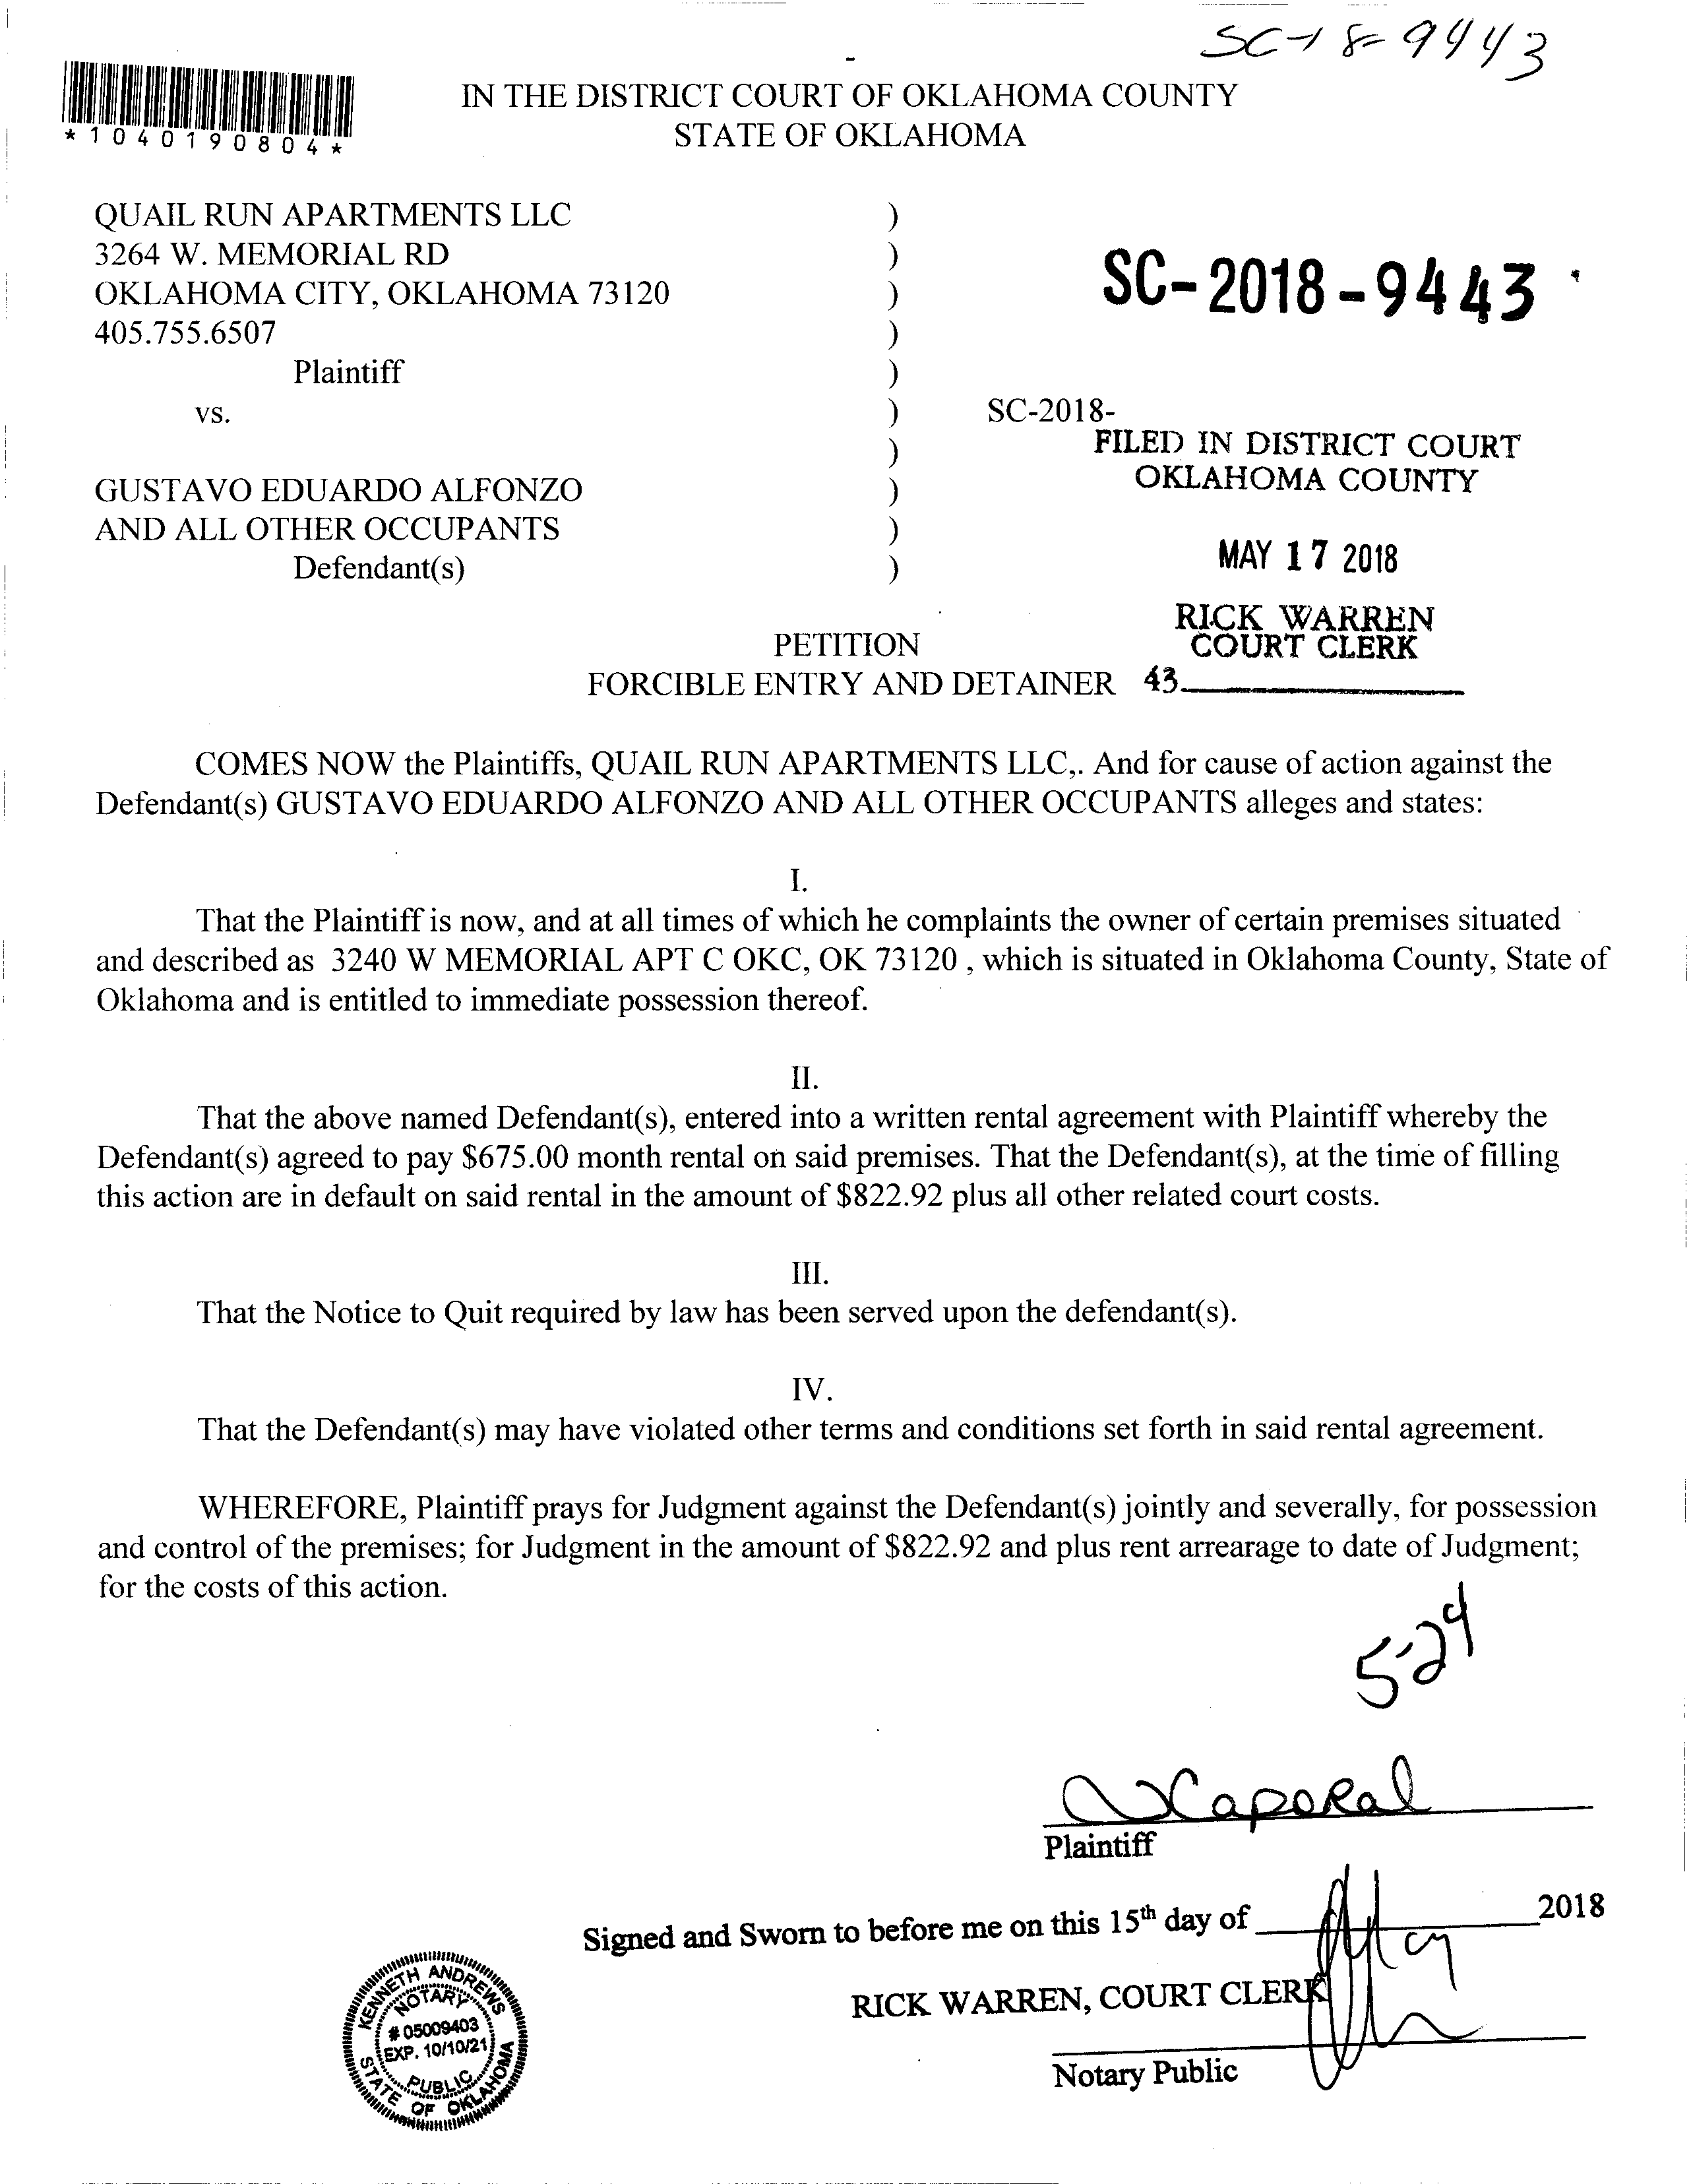 SC-18-9443
*1040190804*
IN THE DISTRICT COURT OF OKLAHOMA COUNTY
STATE OF OKLAHOMA
QUAIL RUN APARTMENTS LLC )
3264 W. MEMORIAL RD )
OKLAHOMA CITY, OKLAHOMA 73120 )
405.755.6507 )
Plaintiff )
SC-2018-9443
vs. ) SC-2018-
)
GUSTAVO EDUARDO ALFONZO )
AND ALL OTHER OCCUPANTS )
Defendant(s) )
FILED IN DISTRICT COURT
OKLAHOMA COUNTY
MAY 17 2018
RICK WARREN
COURT CLERK
43
PETITION
FORCIBLE ENTRY AND DETAINER
COMES NOW the Plaintiffs, QUAIL RUN APARTMENTS LLC,. And for cause of action against the
Defendant(s) GUSTAVO EDUARDO ALFONZO AND ALL OTHER OCCUPANTS alleges and states:
I.
That the Plaintiff is now, and at all times of which he complaints the owner of certain premises situated
and described as 3240 W MEMORIAL APT C OKC, OK 73120 , which is situated in Oklahoma County, State of
Oklahoma and is entitled to immediate possession thereof.
II.
That the above named Defendant(s), entered into a written rental agreement with Plaintiff whereby the
Defendant(s) agreed to pay $675.00 month rental on said premises. That the Defendant(s), at the time of filling
this action are in default on said rental in the amount of $822.92 plus all other related court costs.
III.
That the Notice to Quit required by law has been served upon the defendant(s).
IV.
That the Defendant(s) may have violated other terms and conditions set forth in said rental agreement.
WHEREFORE, Plaintiff prays for Judgment against the Defendant(s) jointly and severally, for possession
and control of the premises; for Judgment in the amount of $822.92 and plus rent arrearage to date of Judgment;
for the costs of this action.
5-24
Caporal
Plaintiff
Signed and Sworn to before me on this 15th day of 2018
RICK WARREN, COURT CLERK
Notary Public
KENNETH ANDREWS
NOTARY
# 05009403
EXP. 10/10/21
PUBLIC
STATE OF OKLAHOMA